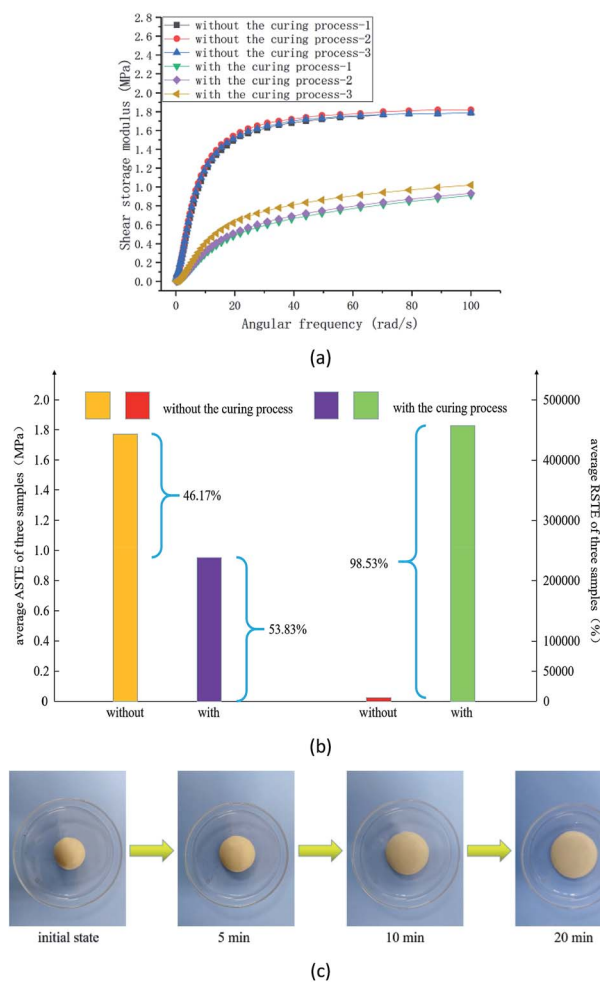 without the curing process-1
without the curing process-2
without the curing process-3
with the curing process-1
with the curing process-2
with the curing process-3
Shear storage modulus (MPa)
2.8
2.6
2.4
2.2
2.0
1.8
1.6
1.4
1.2
1.0
0.8
0.6
0.4
0.2
0.0
0 20 40 60 80 100
Angular frequency (rad/s)
(a)
without the curing process
with the curing process
average ASTE of three samples（MPa）
2.0
1.8
1.6
1.4
1.2
1.0
0.8
0.6
0.4
0.2
0
46.17%
53.83%
98.53%
500000
400000
300000
200000
100000
50000
0
average RSTE of three samples（%）
without with without with
(b)
initial state 5 min 10 min 20 min
(c)